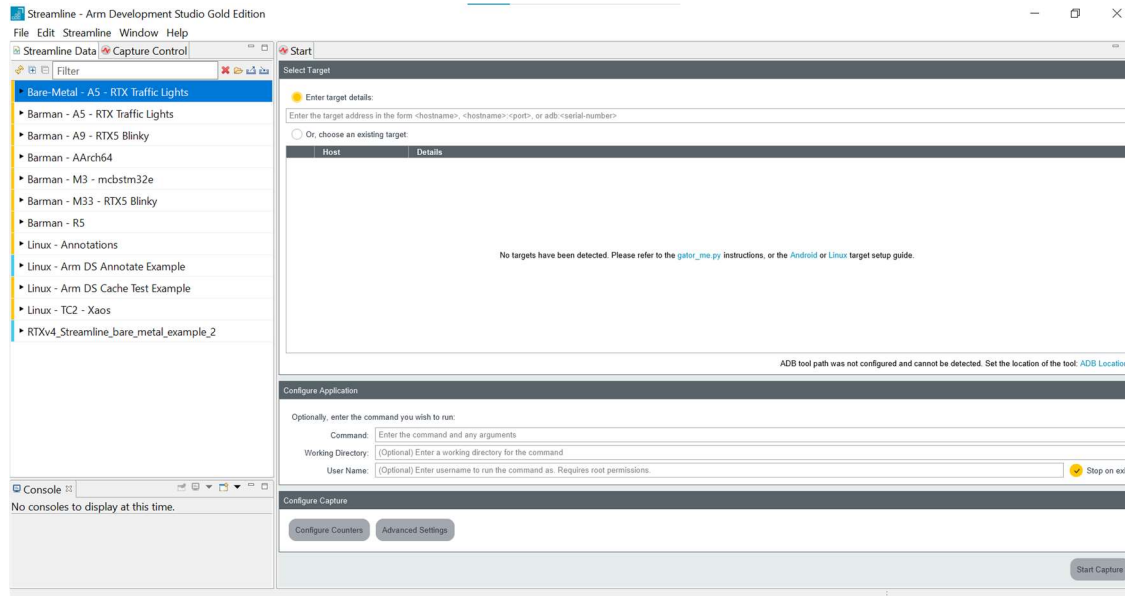 Streamline - Arm Development Studio Gold Edition
File Edit Streamline Window Help
Streamline Data Capture Control
Filter
Bare-Metal - A5 - RTX Traffic Lights
Barman - A5 - RTX Traffic Lights
Barman - A9 - RTX5 Blinky
Barman - AArch64
Barman - M3 - mcbstm32e
Barman - M33 - RTX5 Blinky
Barman - R5
Linux - Annotations
Linux - Arm DS Annotate Example
Linux - Arm DS Cache Test Example
Linux - TC2 - Xaos
RTXv4_Streamline_bare_metal_example_2
Console
No consoles to display at this time.
Start
Select Target
Enter target details:
Enter the target address in the form <hostname>, <hostname>:<port>, or adb:<serial-number>
Or, choose an existing target:
Host Details
No targets have been detected. Please refer to the gator_me.py instructions, or the Android or Linux target setup guide.
ADB tool path was not configured and cannot be detected. Set the location of the tool: ADB Location
Configure Application
Optionally, enter the command you wish to run:
Command: Enter the command and any arguments
Working Directory: (Optional) Enter a working directory for the command
User Name: (Optional) Enter username to run the command as. Requires root permissions. Stop on exi
Configure Capture
Configure Counters Advanced Settings
Start Capture